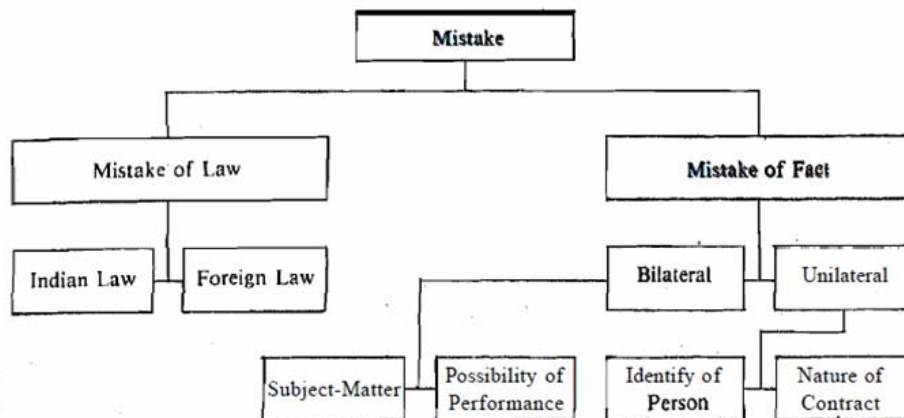 Mistake
Mistake of Law
Mistake of Fact
Indian Law
Foreign Law
Bilateral
Unilateral
Subject-Matter
Possibility of
Performance
Identify of
Person
Nature of
Contract